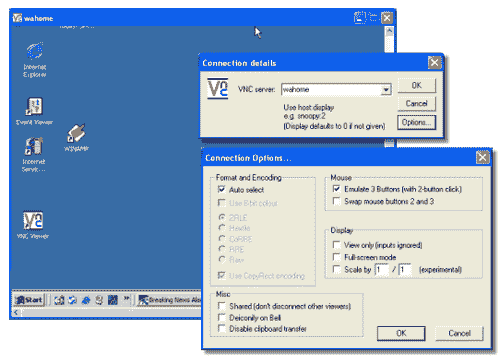 wahome
Internet
Explorer
Event Viewer
WINAMP
Internet
Servic...
VNC Viewer
Start
Breaking News Ale
Connection details
VNC server:
wahome
Use host display
e.g. snoopy:2
(Display defaults to 0 if not given)
OK
Cancel
Options...
Connection Options...
Format and Encoding
Auto select
Use 8-bit colour
ZRLE
Hextile
CoRRE
RRE
Raw
Use CopyRect encoding
Misc
Shared (don't disconnect other viewers)
Deiconify on Bell
Disable clipboard transfer
Mouse
Emulate 3 Buttons (with 2-button click)
Swap mouse buttons 2 and 3
Display
View only (inputs ignored)
Full-screen mode
Scale by 1 / 1 (experimental)
OK
Cancel